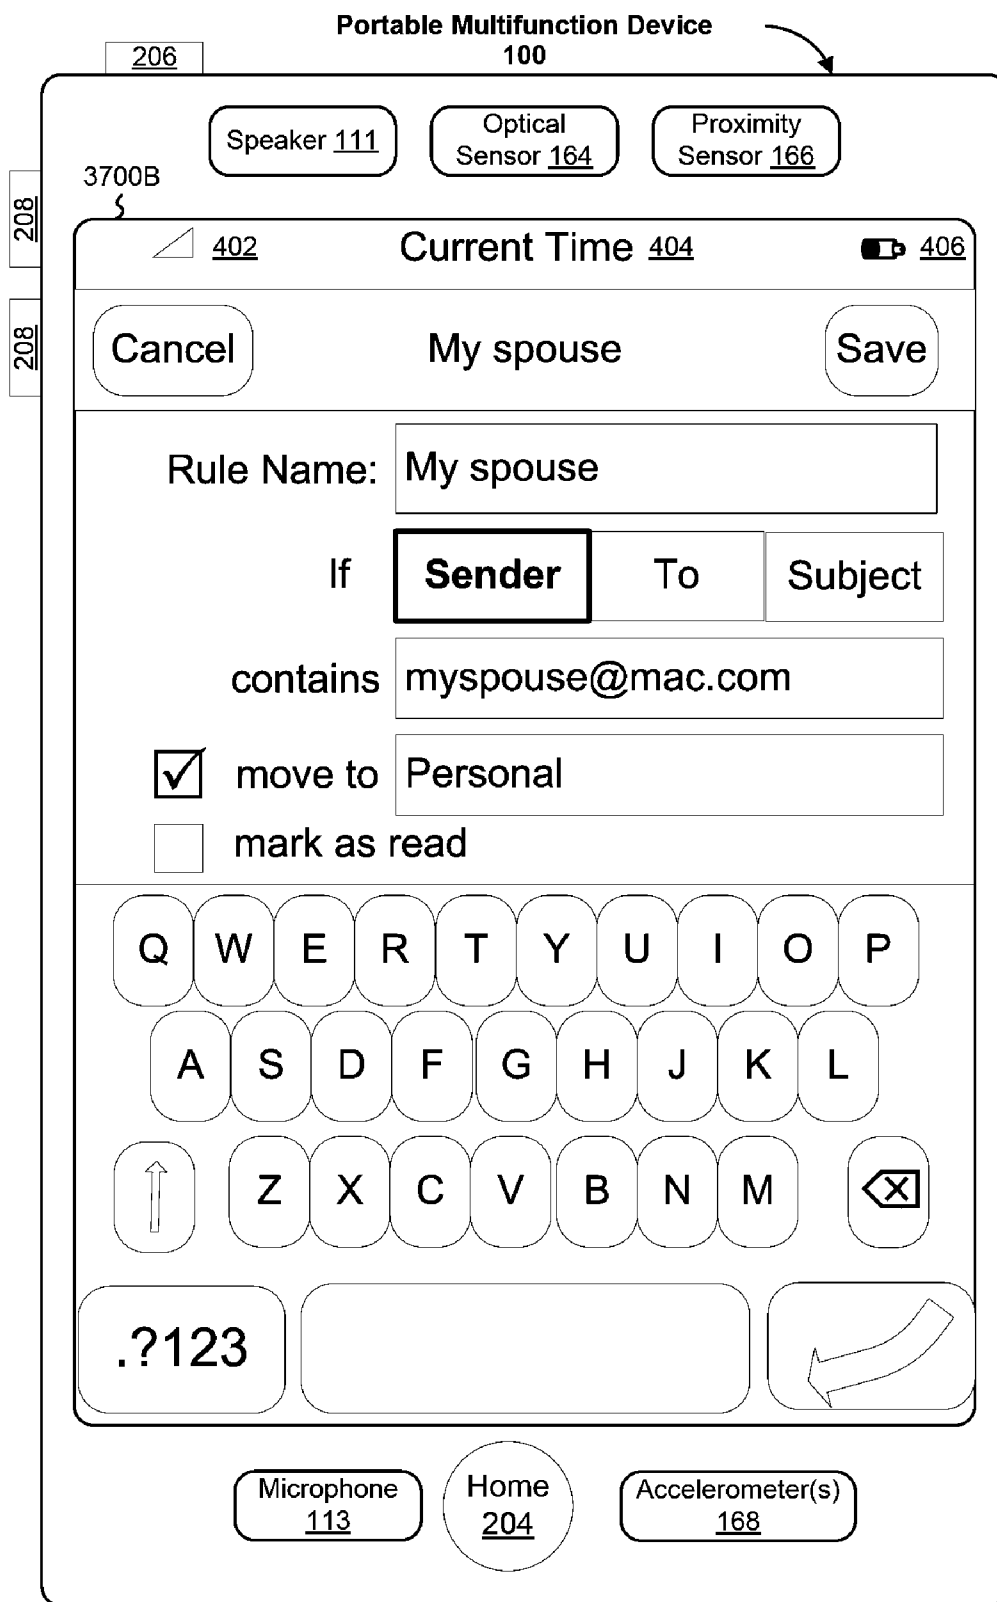 Portable Multifunction Device
100
206
Speaker 111
Optical
Sensor 164
Proximity
Sensor 166
3700B
208
208
402
Current Time 404
406
Cancel
My spouse
Save
Rule Name: My spouse
If Sender To Subject
contains myspouse@mac.com
move to Personal
mark as read
Q W E R T Y U I O P
A S D F G H J K L
Z X C V B N M
.?123
Microphone
113
Home
204
Accelerometer(s)
168